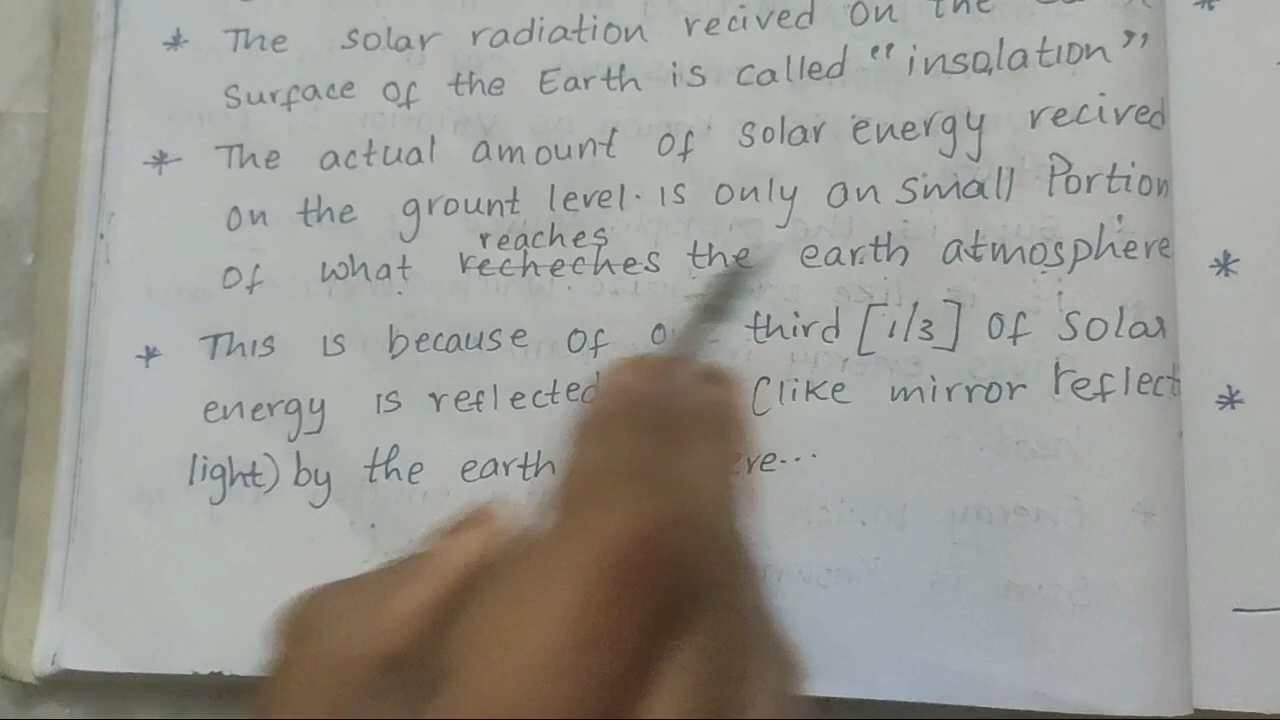 * The solar radiation recived on the
surface of the Earth is called "insolation"
* The actual amount of solar energy recived
on the grount level. is only an small Portion
reaches
of what recheches the earth atmosphere
* This is because of third [1/3] of solar
energy is reflected (like mirror reflect
light) by the earth